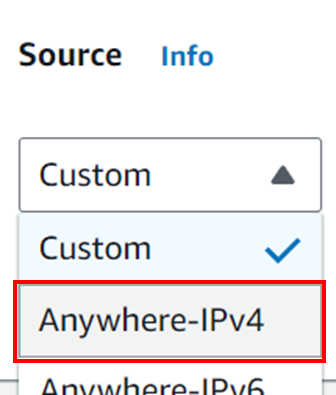 Source Info
Custom
Custom
Anywhere-IPv4
Anywhere-IPv6